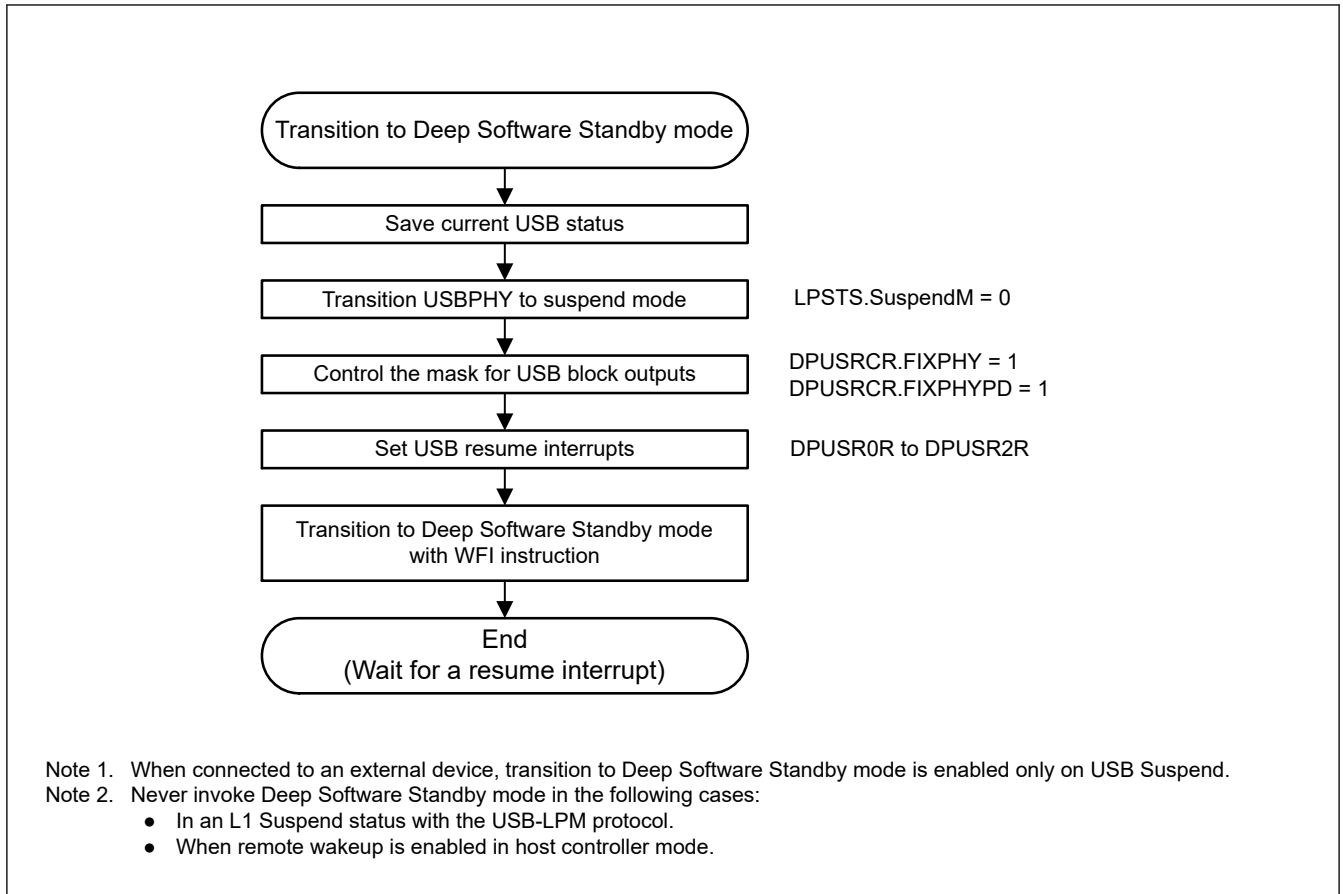 Transition to Deep Software Standby mode
Save current USB status
Transition USBPHY to suspend mode
LPSTS.SuspendM = 0
Control the mask for USB block outputs
DPUSRCR.FIXPHY = 1
DPUSRCR.FIXPHYPD = 1
Set USB resume interrupts
DPUSR0R to DPUSR2R
Transition to Deep Software Standby mode
with WFI instruction
End
(Wait for a resume interrupt)
Note 1. When connected to an external device, transition to Deep Software Standby mode is enabled only on USB Suspend.
Note 2. Never invoke Deep Software Standby mode in the following cases:
● In an L1 Suspend status with the USB-LPM protocol.
● When remote wakeup is enabled in host controller mode.